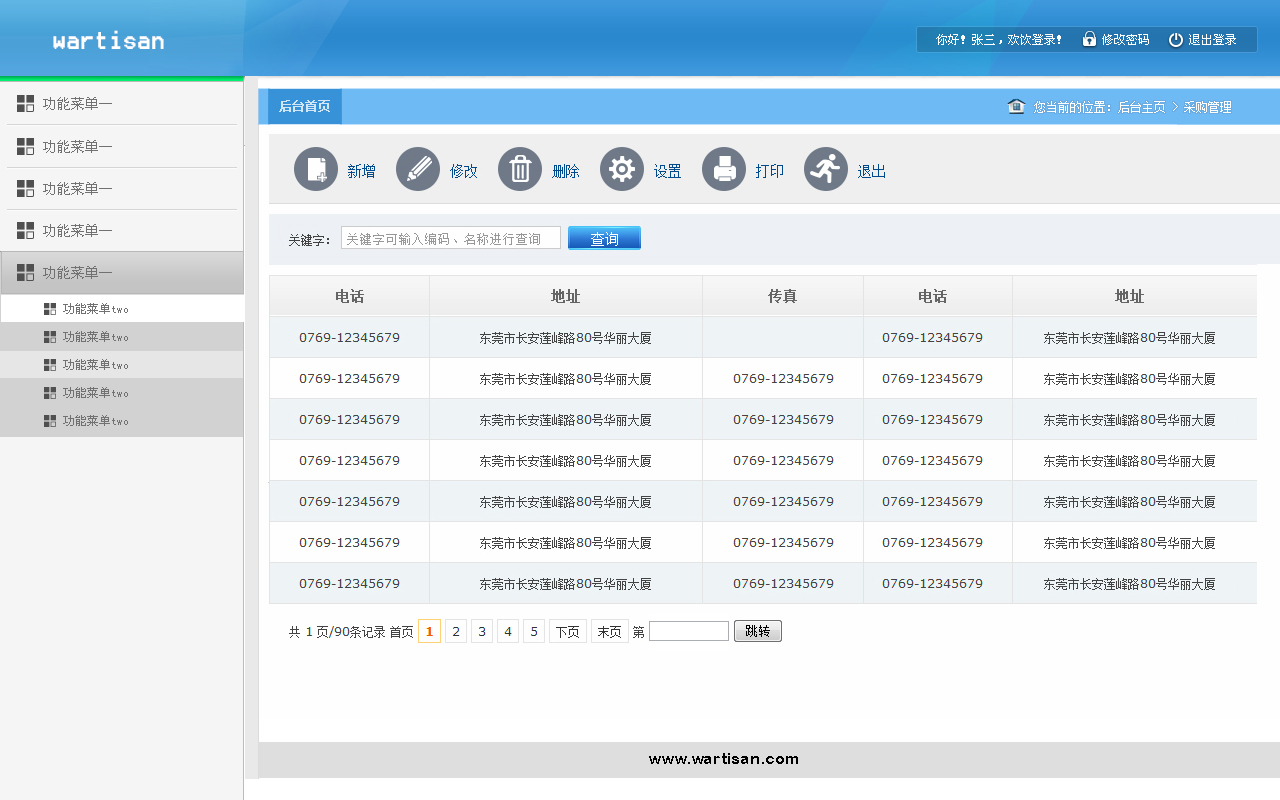 wartisan
你好！张三，欢饮登录！ 修改密码 退出登录
功能菜单一
功能菜单一
功能菜单一
功能菜单一
功能菜单一
功能菜单two
功能菜单two
功能菜单two
功能菜单two
功能菜单two
后台首页 您当前的位置：后台主页 > 采购管理
新增 修改 删除 设置 打印 退出
关键字： 关键字可输入编码、名称进行查询 查询
电话 地址 传真 电话 地址
0769-12345679 东莞市长安莲峰路80号华丽大厦 0769-12345679 东莞市长安莲峰路80号华丽大厦
0769-12345679 东莞市长安莲峰路80号华丽大厦 0769-12345679 0769-12345679 东莞市长安莲峰路80号华丽大厦
0769-12345679 东莞市长安莲峰路80号华丽大厦 0769-12345679 0769-12345679 东莞市长安莲峰路80号华丽大厦
0769-12345679 东莞市长安莲峰路80号华丽大厦 0769-12345679 0769-12345679 东莞市长安莲峰路80号华丽大厦
0769-12345679 东莞市长安莲峰路80号华丽大厦 0769-12345679 0769-12345679 东莞市长安莲峰路80号华丽大厦
0769-12345679 东莞市长安莲峰路80号华丽大厦 0769-12345679 0769-12345679 东莞市长安莲峰路80号华丽大厦
0769-12345679 东莞市长安莲峰路80号华丽大厦 0769-12345679 0769-12345679 东莞市长安莲峰路80号华丽大厦
共 1 页/90条记录 首页 1 2 3 4 5 下页 末页 第 跳转
www.wartisan.com